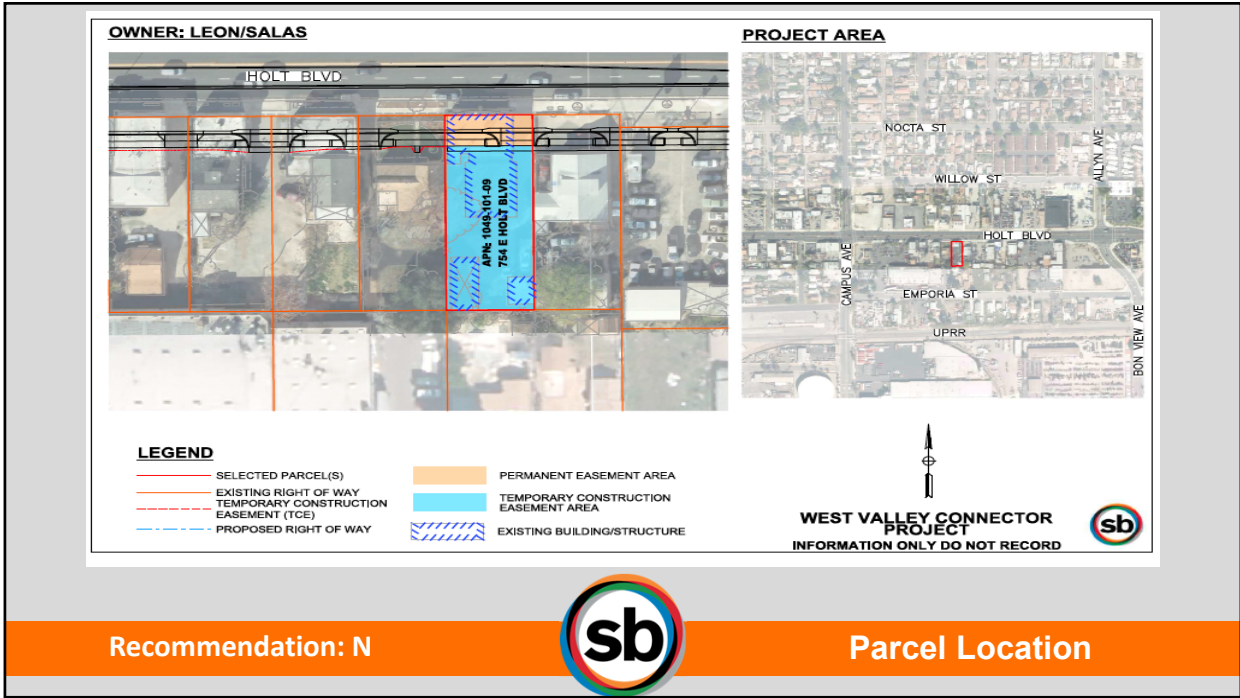 OWNER: LEON/SALAS
HOLT BLVD
APN: 1049-101-09
754 E HOLT BLVD
PROJECT AREA
NOCTA ST
ALLYN AVE
WILLOW ST
HOLT BLVD
CAMPUS AVE
EMPORIA ST
UPRR
BON VIEW AVE
LEGEND
SELECTED PARCEL(S)
EXISTING RIGHT OF WAY
TEMPORARY CONSTRUCTION
EASEMENT (TCE)
PROPOSED RIGHT OF WAY
PERMANENT EASEMENT AREA
TEMPORARY CONSTRUCTION
EASEMENT AREA
EXISTING BUILDING/STRUCTURE
WEST VALLEY CONNECTOR
PROJECT
INFORMATION ONLY DO NOT RECORD
sb
Recommendation: N
sb
Parcel Location